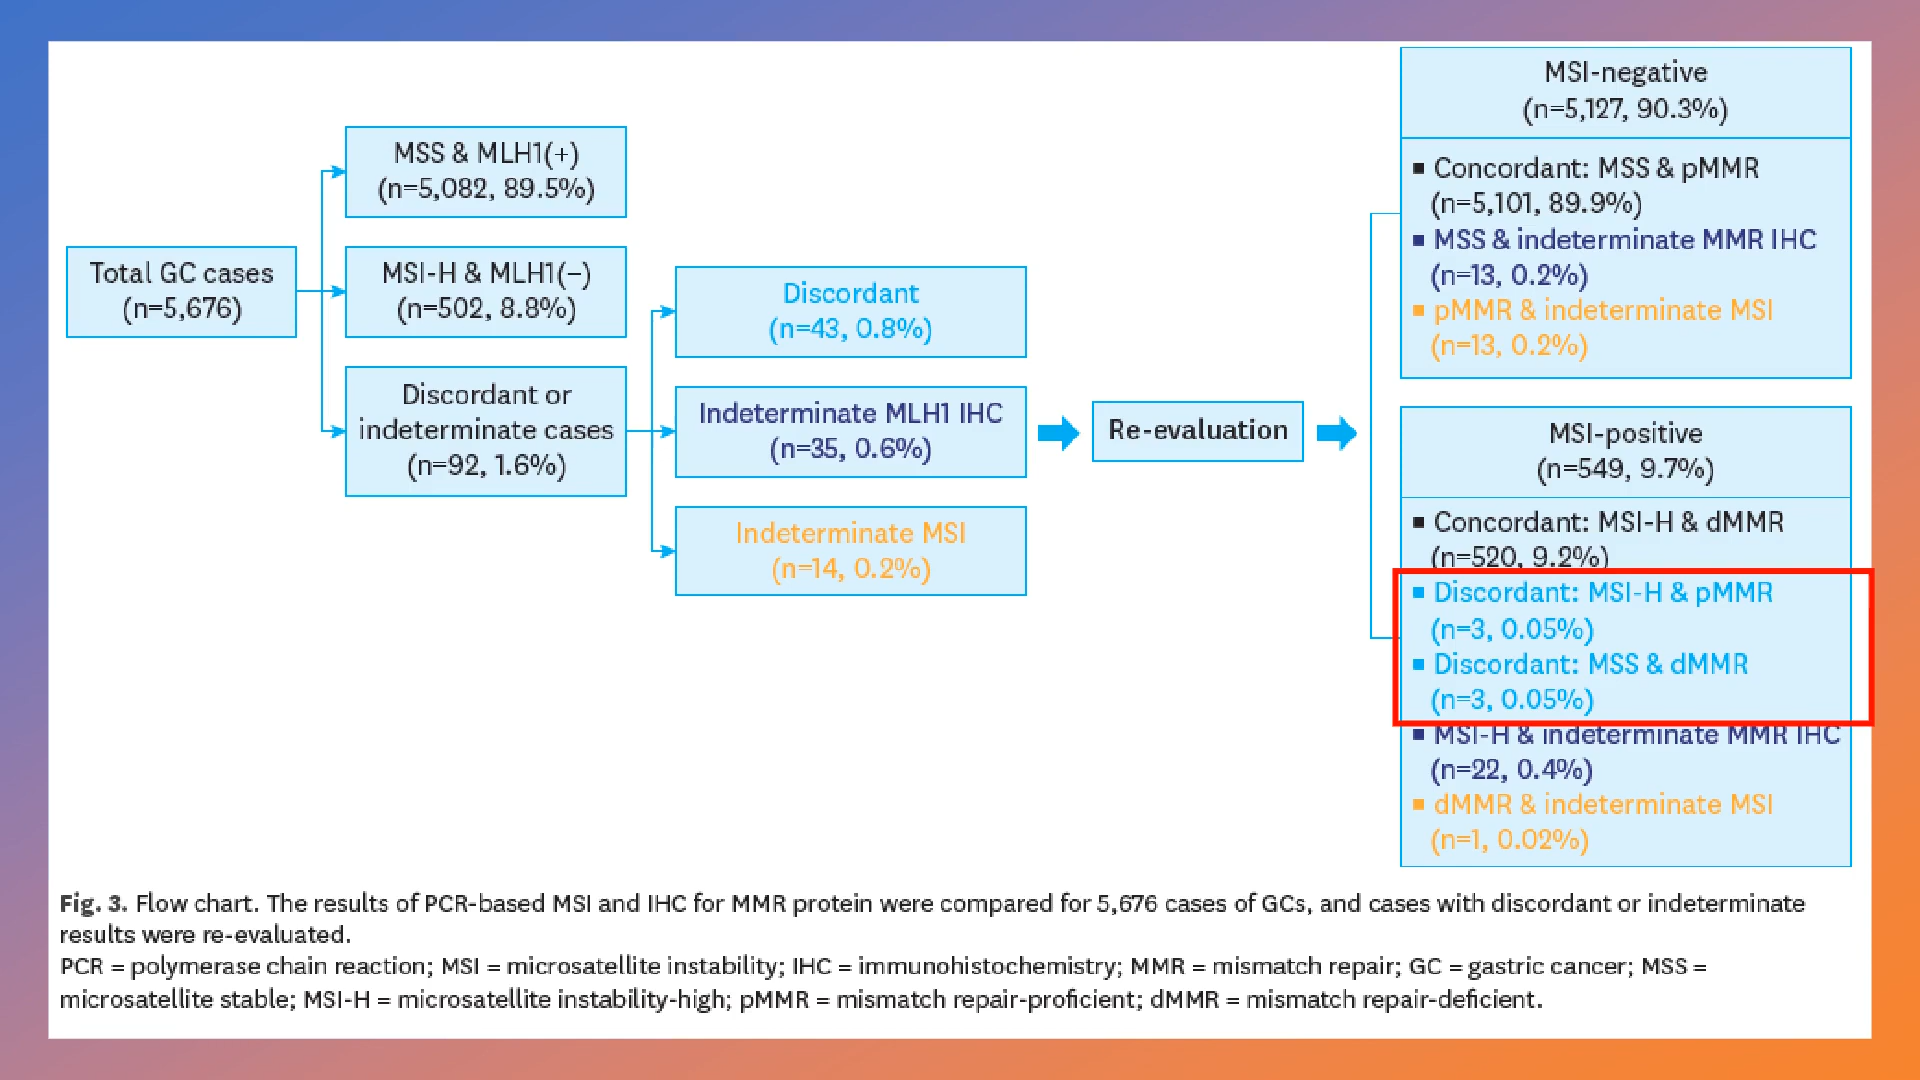 Total GC cases
(n=5,676)
MSS & MLH1(+)
(n=5,082, 89.5%)
MSI-H & MLH1(−)
(n=502, 8.8%)
Discordant or
indeterminate cases
(n=92, 1.6%)
Discordant
(n=43, 0.8%)
Indeterminate MLH1 IHC
(n=35, 0.6%)
Indeterminate MSI
(n=14, 0.2%)
Re-evaluation
MSI-negative
(n=5,127, 90.3%)
▪ Concordant: MSS & pMMR
(n=5,101, 89.9%)
▪ MSS & indeterminate MMR IHC
(n=13, 0.2%)
▪ pMMR & indeterminate MSI
(n=13, 0.2%)
MSI-positive
(n=549, 9.7%)
▪ Concordant: MSI-H & dMMR
(n=520, 9.2%)
▪ Discordant: MSI-H & pMMR
(n=3, 0.05%)
▪ Discordant: MSS & dMMR
(n=3, 0.05%)
▪ MSI-H & indeterminate MMR IHC
(n=22, 0.4%)
▪ dMMR & indeterminate MSI
(n=1, 0.02%)
Fig. 3. Flow chart. The results of PCR-based MSI and IHC for MMR protein were compared for 5,676 cases of GCs, and cases with discordant or indeterminate
results were re-evaluated.
PCR = polymerase chain reaction; MSI = microsatellite instability; IHC = immunohistochemistry; MMR = mismatch repair; GC = gastric cancer; MSS =
microsatellite stable; MSI-H = microsatellite instability-high; pMMR = mismatch repair-proficient; dMMR = mismatch repair-deficient.